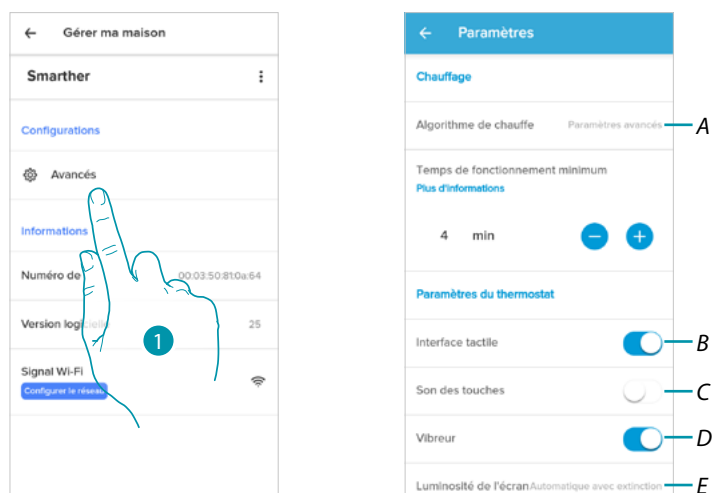 Gérer ma maison
Smarther
Configurations
Avancés
Informations
Numéro de
00:03:50:81:0a:64
Version logicielle
25
Signal Wi-Fi
Configurer le réseau
1
Paramètres
Chauffage
Algorithme de chauffe
Paramètres avancés
A
Temps de fonctionnement minimum
Plus d'informations
4 min
Paramètres du thermostat
Interface tactile
B
Son des touches
C
Vibreur
D
Luminosité de l'écran
Automatique avec extinction
E